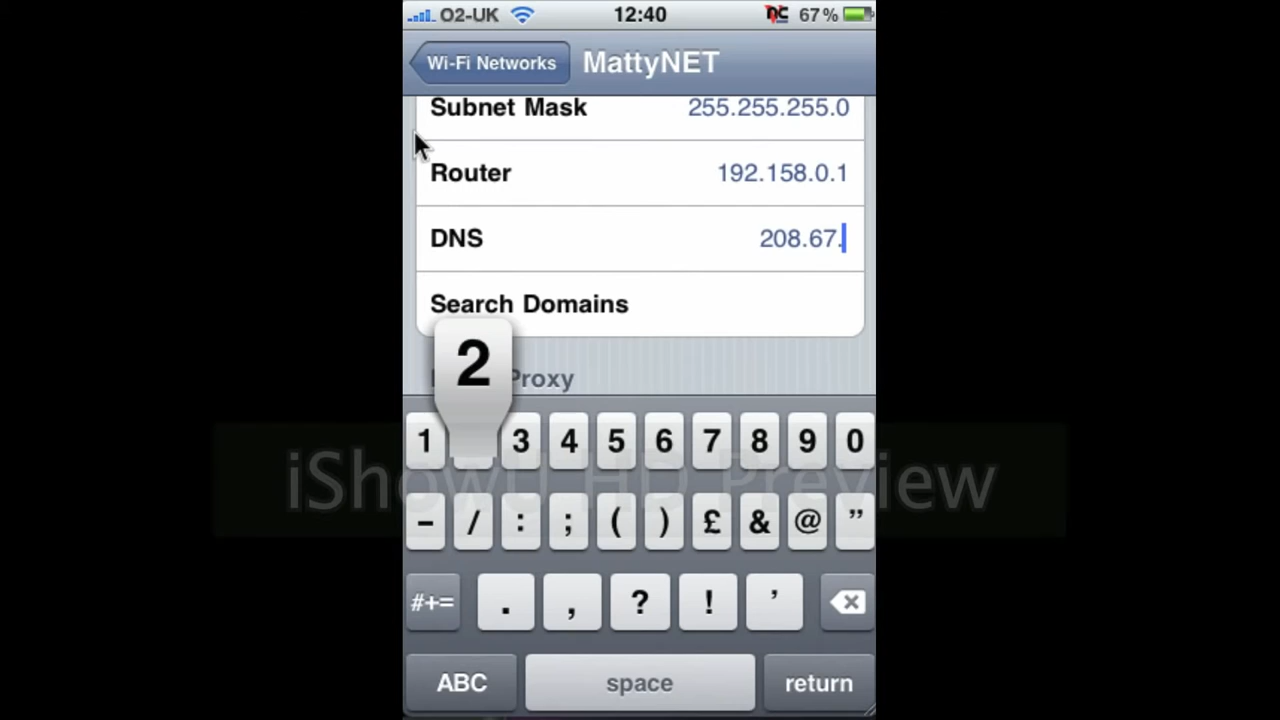 O2-UK 12:40 67%
Wi-Fi Networks MattyNET
Subnet Mask 255.255.255.0
Router 192.158.0.1
DNS 208.67.
Search Domains
Proxy
2
1 3 4 5 6 7 8 9 0
iShowU HD Preview
- / : ; ( ) £ & @ ”
#+= . , ? ! ’
ABC space return